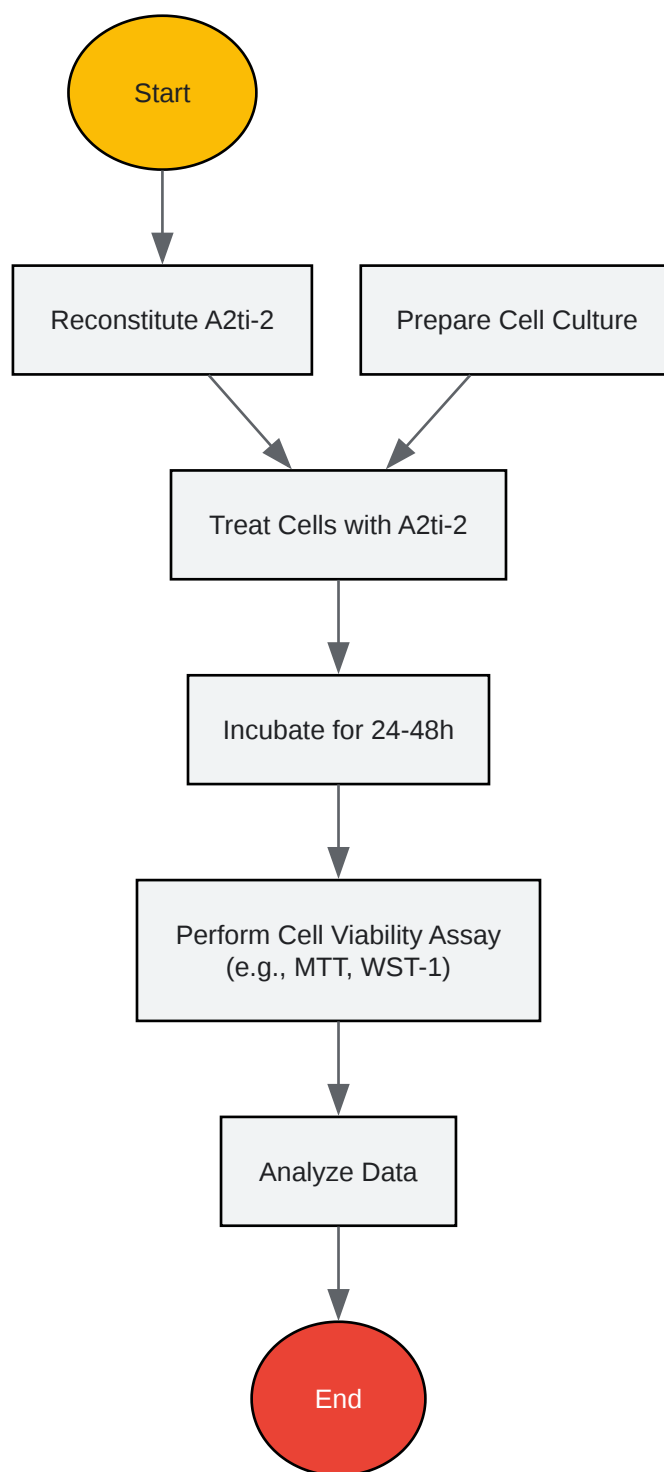 Start
Reconstitute A2ti-2
Prepare Cell Culture
Treat Cells with A2ti-2
Incubate for 24-48h
Perform Cell Viability Assay
(e.g., MTT, WST-1)
Analyze Data
End